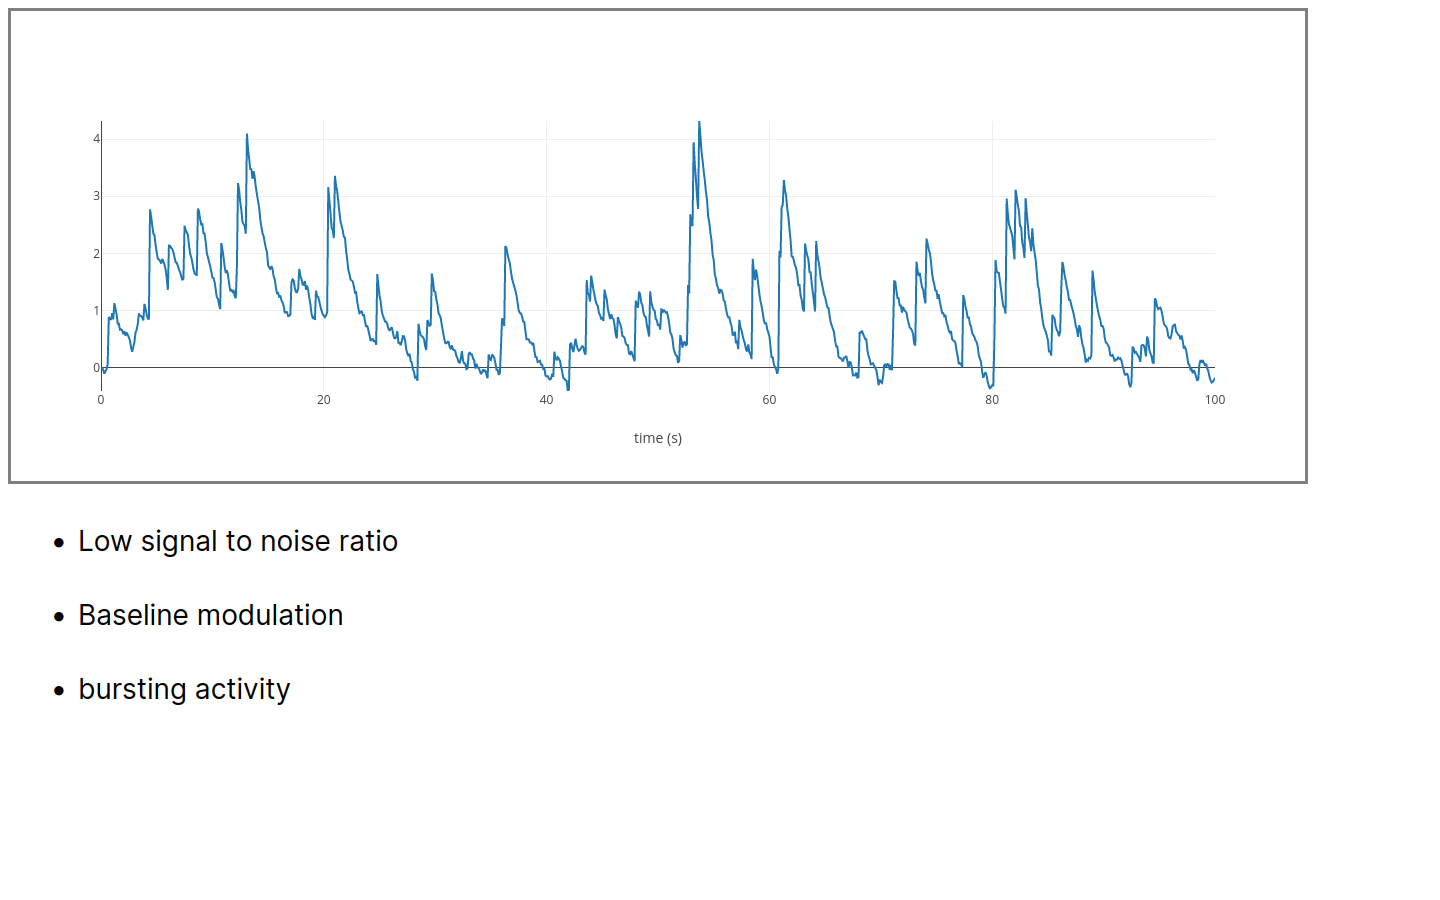 4
3
2
1
0
0 20 40 60 80 100
time (s)
Low signal to noise ratio
Baseline modulation
bursting activity